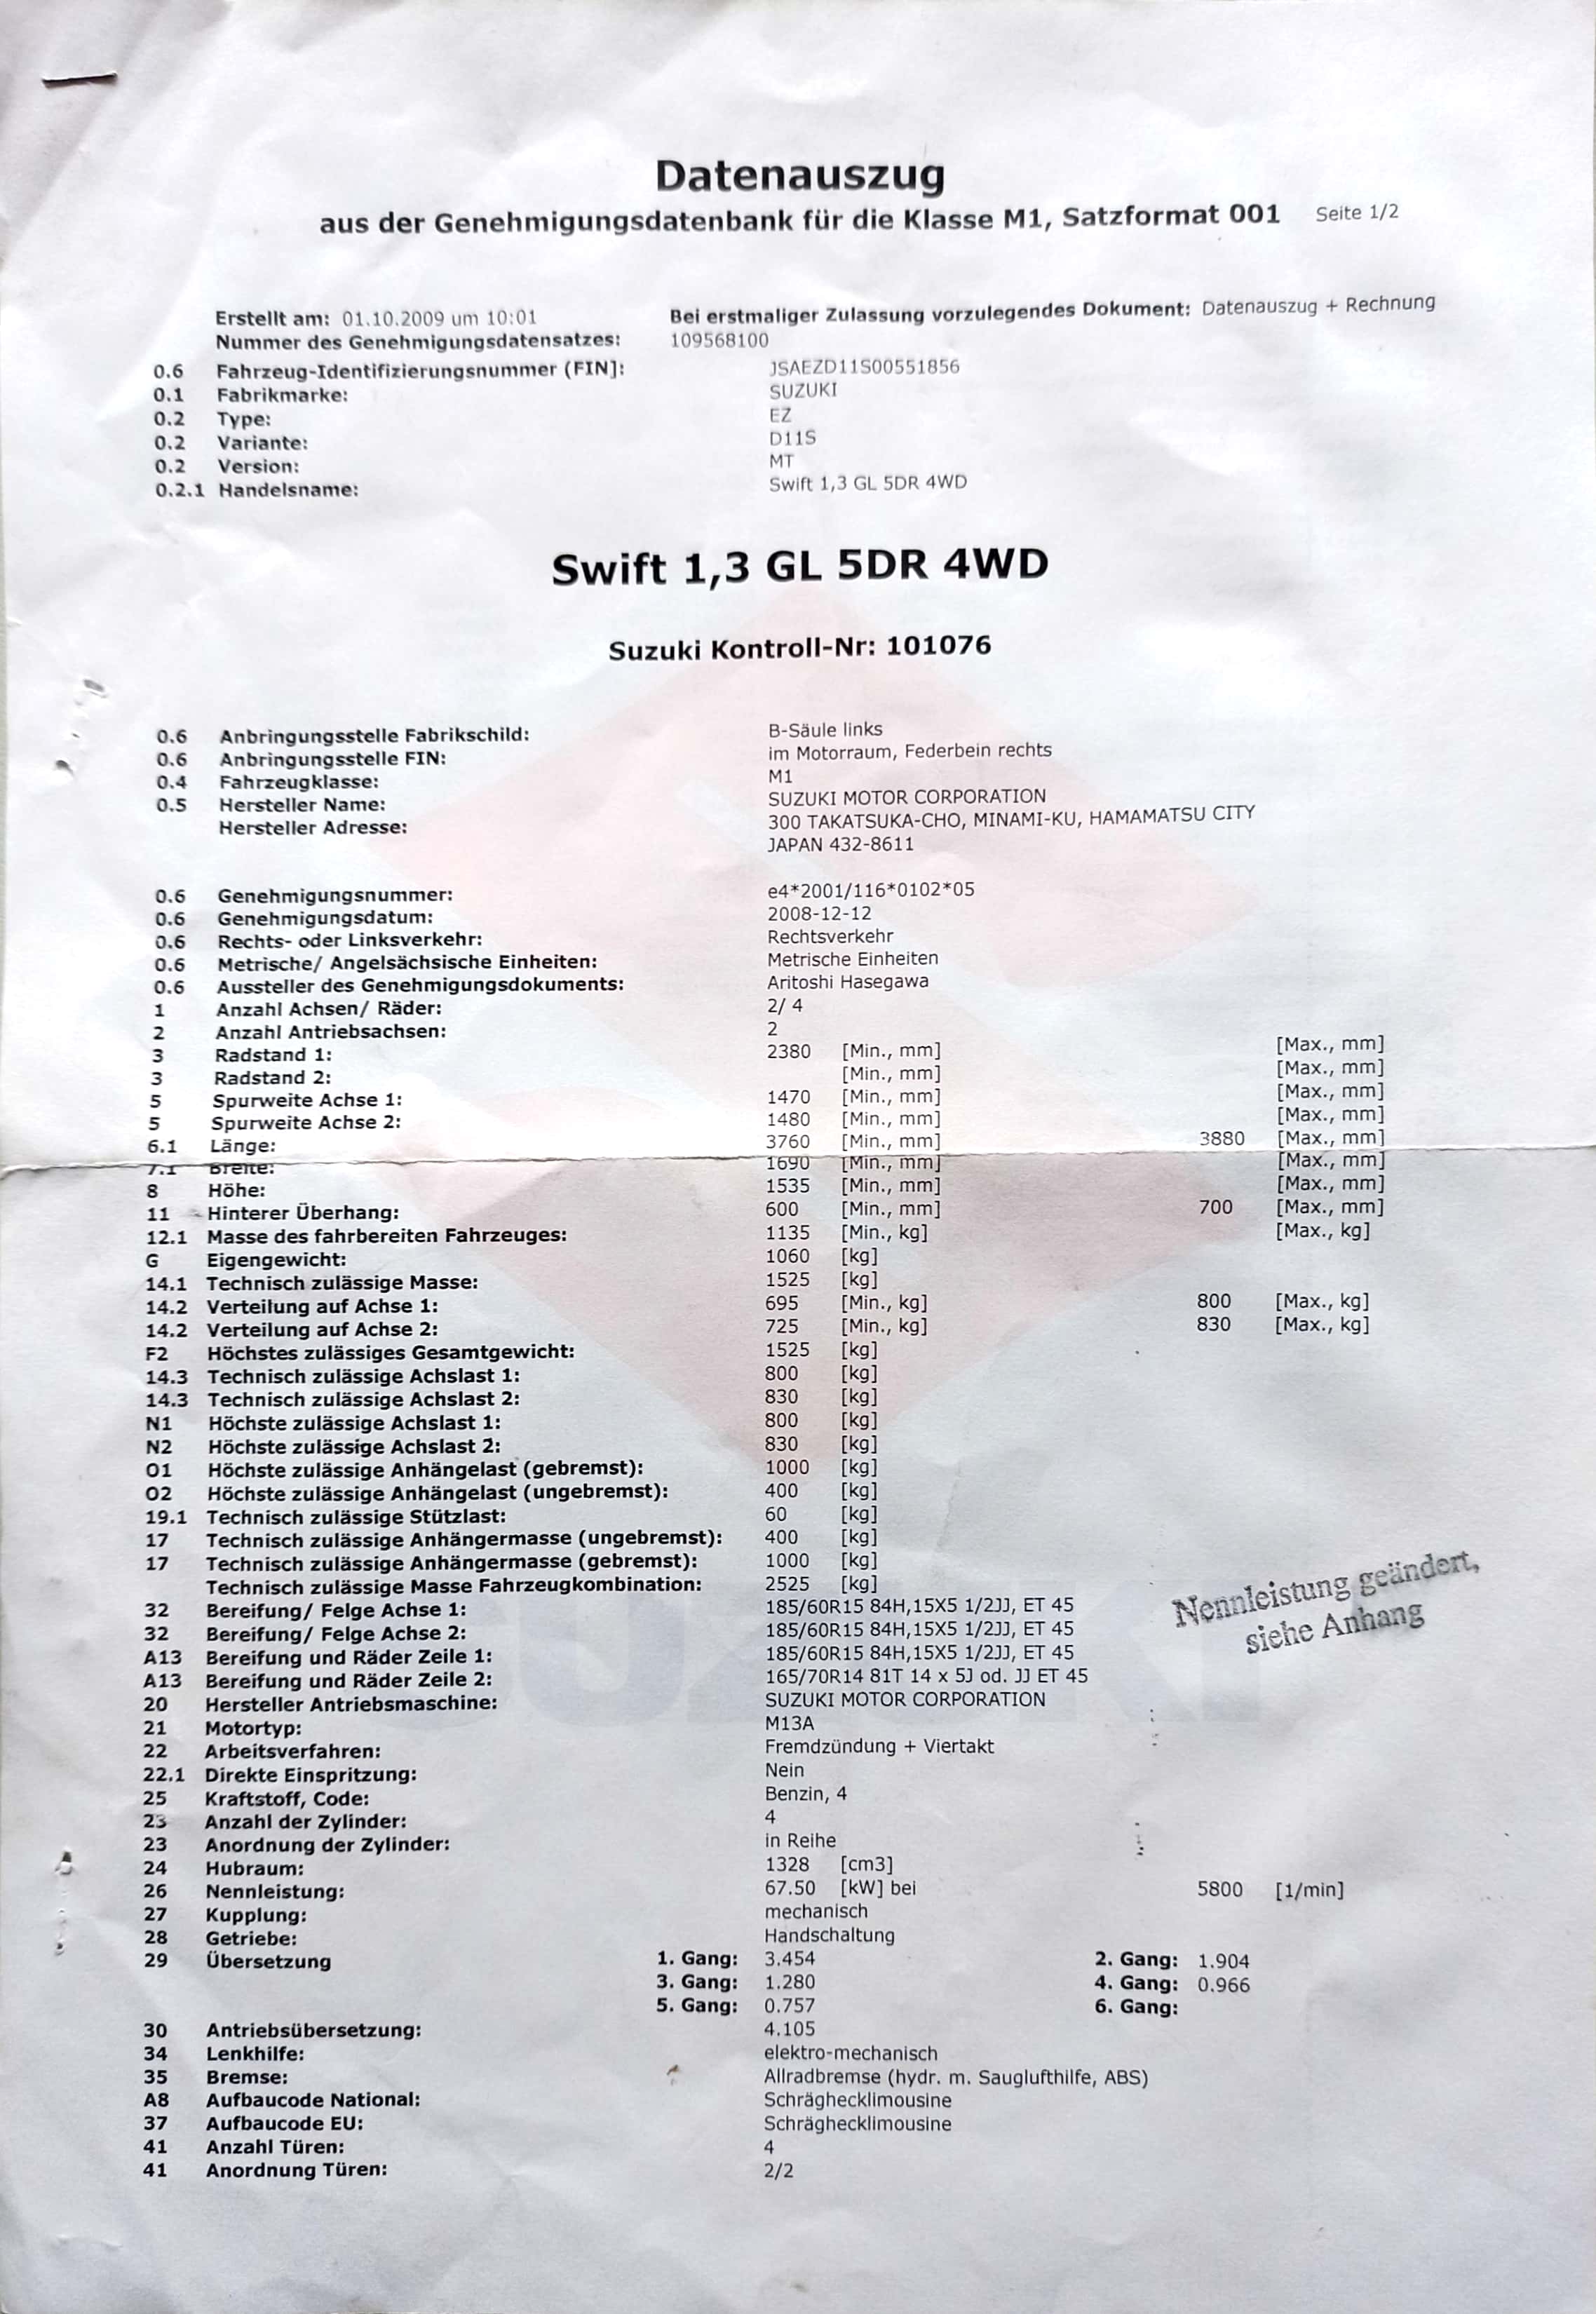 Datenauszug
aus der Genehmigungsdatenbank für die Klasse M1, Satzformat 001 Seite 1/2
Erstellt am: 01.10.2009 um 10:01 Bei erstmaliger Zulassung vorzulegendes Dokument: Datenauszug + Rechnung
Nummer des Genehmigungsdatensatzes: 109568100
0.6 Fahrzeug-Identifizierungsnummer (FIN]: JSAEZD11S00551856
0.1 Fabrikmarke: SUZUKI
0.2 Type: EZ
0.2 Variante: D11S
0.2 Version: MT
0.2.1 Handelsname: Swift 1,3 GL 5DR 4WD
Swift 1,3 GL 5DR 4WD
Suzuki Kontroll-Nr: 101076
0.6 Anbringungsstelle Fabrikschild: B-Säule links
0.6 Anbringungsstelle FIN: im Motorraum, Federbein rechts
0.4 Fahrzeugklasse: M1
0.5 Hersteller Name: SUZUKI MOTOR CORPORATION
Hersteller Adresse: 300 TAKATSUKA-CHO, MINAMI-KU, HAMAMATSU CITY
JAPAN 432-8611
0.6 Genehmigungsnummer: e4*2001/116*0102*05
0.6 Genehmigungsdatum: 2008-12-12
0.6 Rechts- oder Linksverkehr: Rechtsverkehr
0.6 Metrische/ Angelsächsische Einheiten: Metrische Einheiten
0.6 Aussteller des Genehmigungsdokuments: Aritoshi Hasegawa
1 Anzahl Achsen/ Räder: 2/ 4
2 Anzahl Antriebsachsen: 2
3 Radstand 1: 2380 [Min., mm] [Max., mm]
3 Radstand 2: [Min., mm] [Max., mm]
5 Spurweite Achse 1: 1470 [Min., mm] [Max., mm]
5 Spurweite Achse 2: 1480 [Min., mm] [Max., mm]
6.1 Länge: 3760 [Min., mm] 3880 [Max., mm]
7.1 Breite: 1690 [Min., mm] [Max., mm]
8 Höhe: 1535 [Min., mm] [Max., mm]
11 Hinterer Überhang: 600 [Min., mm] 700 [Max., mm]
12.1 Masse des fahrbereiten Fahrzeuges: 1135 [Min., kg] [Max., kg]
G Eigengewicht: 1060 [kg]
14.1 Technisch zulässige Masse: 1525 [kg]
14.2 Verteilung auf Achse 1: 695 [Min., kg] 800 [Max., kg]
14.2 Verteilung auf Achse 2: 725 [Min., kg] 830 [Max., kg]
F2 Höchstes zulässiges Gesamtgewicht: 1525 [kg]
14.3 Technisch zulässige Achslast 1: 800 [kg]
14.3 Technisch zulässige Achslast 2: 830 [kg]
N1 Höchste zulässige Achslast 1: 800 [kg]
N2 Höchste zulässige Achslast 2: 830 [kg]
O1 Höchste zulässige Anhängelast (gebremst): 1000 [kg]
O2 Höchste zulässige Anhängelast (ungebremst): 400 [kg]
19.1 Technisch zulässige Stützlast: 60 [kg]
17 Technisch zulässige Anhängermasse (ungebremst): 400 [kg]
17 Technisch zulässige Anhängermasse (gebremst): 1000 [kg]
Technisch zulässige Masse Fahrzeugkombination: 2525 [kg]
Nennleistung geändert,
siehe Anhang
32 Bereifung/ Felge Achse 1: 185/60R15 84H,15X5 1/2JJ, ET 45
32 Bereifung/ Felge Achse 2: 185/60R15 84H,15X5 1/2JJ, ET 45
A13 Bereifung und Räder Zeile 1: 185/60R15 84H,15X5 1/2JJ, ET 45
A13 Bereifung und Räder Zeile 2: 165/70R14 81T 14 x 5J od. JJ ET 45
20 Hersteller Antriebsmaschine: SUZUKI MOTOR CORPORATION
21 Motortyp: M13A
22 Arbeitsverfahren: Fremdzündung + Viertakt
22.1 Direkte Einspritzung: Nein
25 Kraftstoff, Code: Benzin, 4
23 Anzahl der Zylinder: 4
23 Anordnung der Zylinder: in Reihe
24 Hubraum: 1328 [cm3]
26 Nennleistung: 67.50 [kW] bei 5800 [1/min]
27 Kupplung: mechanisch
28 Getriebe: Handschaltung
29 Übersetzung 1. Gang: 3.454 2. Gang: 1.904
3. Gang: 1.280 4. Gang: 0.966
5. Gang: 0.757 6. Gang:
30 Antriebsübersetzung: 4.105
34 Lenkhilfe: elektro-mechanisch
35 Bremse: Allradbremse (hydr. m. Sauglufthilfe, ABS)
A8 Aufbaucode National: Schräghecklimousine
37 Aufbaucode EU: Schräghecklimousine
41 Anzahl Türen: 4
41 Anordnung Türen: 2/2